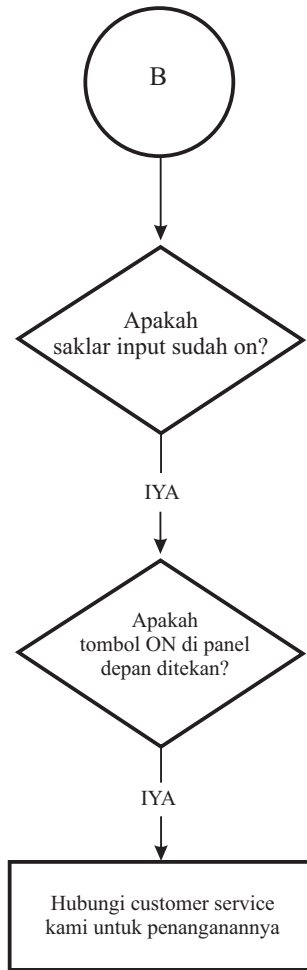 B
Apakah
saklar input sudah on?
IYA
Apakah
tombol ON di panel
depan ditekan?
IYA
Hubungi customer service
kami untuk penanganannya